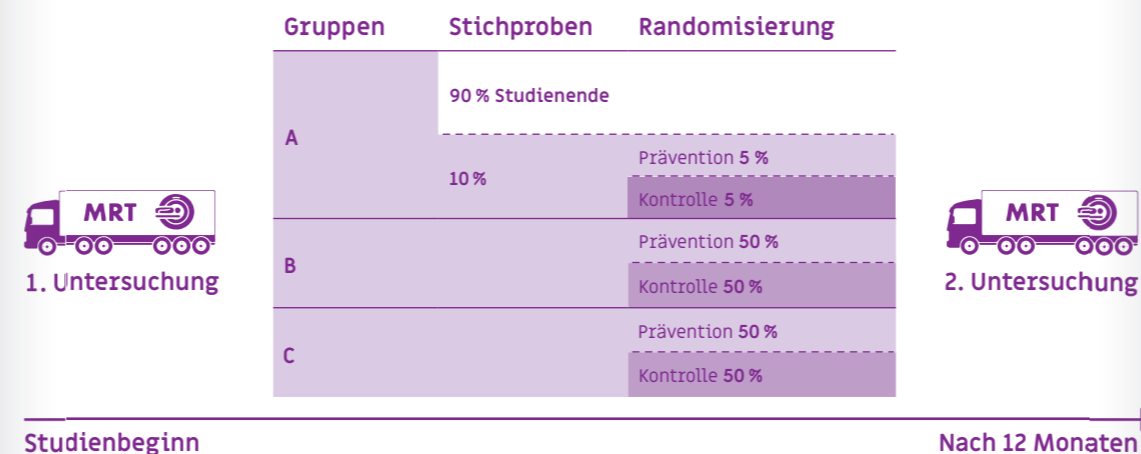 Gruppen Stichproben Randomisierung
90 % Studienende
A
10 %
Prävention 5 %
Kontrolle 5 %
MRT
1. Untersuchung
B
Prävention 50 %
Kontrolle 50 %
MRT
2. Untersuchung
C
Prävention 50 %
Kontrolle 50 %
Studienbeginn
Nach 12 Monaten